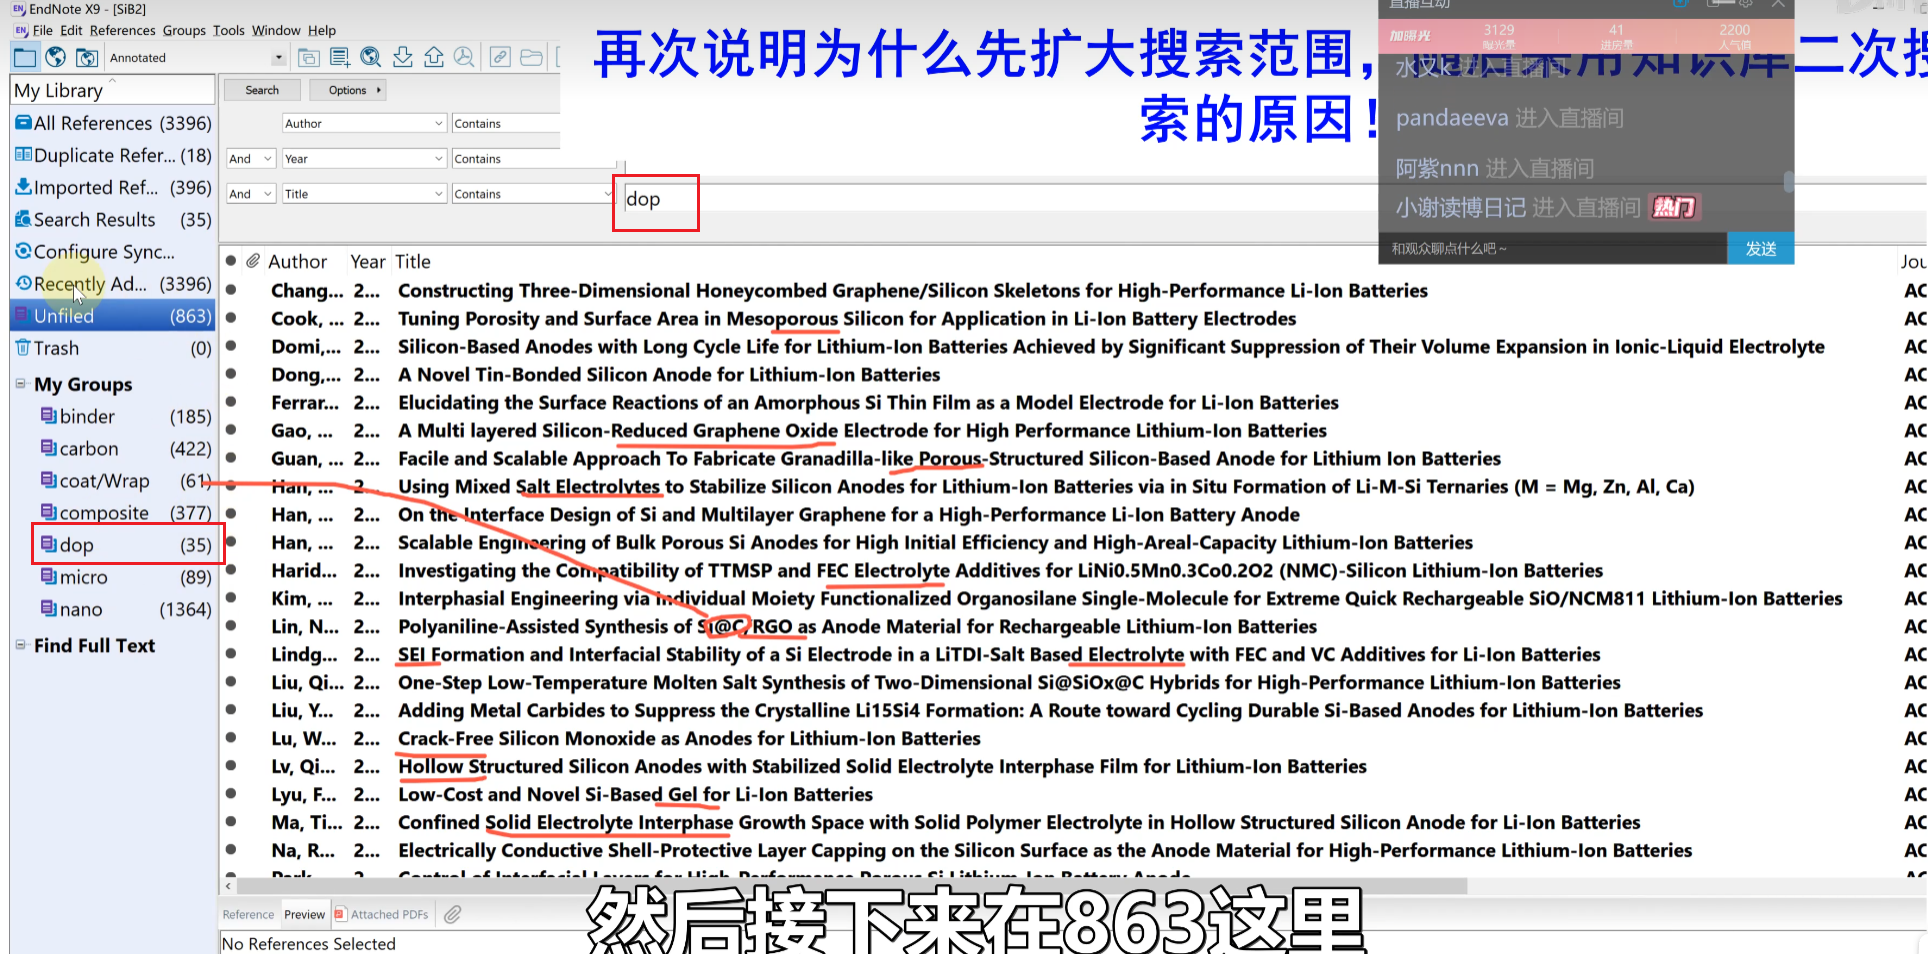 EndNote X9 - [SiB2]
File Edit References Groups Tools Window Help
Annotated
再次说明为什么先扩大搜索范围，
索的原因！
直播互动
加曝光 3129 曝光量 41 进房量 2200 人气值
水又k 进入直播间
pandaeeva 进入直播间
阿紫nnn 进入直播间
小谢读博日记 进入直播间 热门
和观众聊点什么吧～ 发送
My Library
All References (3396)
Duplicate Refer... (18)
Imported Ref... (396)
Search Results (35)
Configure Sync...
Recently Ad... (3396)
Unfiled (863)
Trash (0)
My Groups
binder (185)
carbon (422)
coat/Wrap (61)
composite (377)
dop (35)
micro (89)
nano (1364)
Find Full Text
Search Options
Author Contains
And Year Contains
And Title Contains dop
Author Year Title Jou
Chang... 2... Constructing Three-Dimensional Honeycombed Graphene/Silicon Skeletons for High-Performance Li-Ion Batteries AC
Cook, ... 2... Tuning Porosity and Surface Area in Mesoporous Silicon for Application in Li-Ion Battery Electrodes AC
Domi,... 2... Silicon-Based Anodes with Long Cycle Life for Lithium-Ion Batteries Achieved by Significant Suppression of Their Volume Expansion in Ionic-Liquid Electrolyte AC
Dong,... 2... A Novel Tin-Bonded Silicon Anode for Lithium-Ion Batteries AC
Ferrar... 2... Elucidating the Surface Reactions of an Amorphous Si Thin Film as a Model Electrode for Li-Ion Batteries AC
Gao, ... 2... A Multi layered Silicon-Reduced Graphene Oxide Electrode for High Performance Lithium-Ion Batteries AC
Guan, ... 2... Facile and Scalable Approach To Fabricate Granadilla-like Porous-Structured Silicon-Based Anode for Lithium Ion Batteries AC
Han, ... 2... Using Mixed Salt Electrolytes to Stabilize Silicon Anodes for Lithium-Ion Batteries via in Situ Formation of Li-M-Si Ternaries (M = Mg, Zn, Al, Ca) AC
Han, ... 2... On the Interface Design of Si and Multilayer Graphene for a High-Performance Li-Ion Battery Anode AC
Han, ... 2... Scalable Engineering of Bulk Porous Si Anodes for High Initial Efficiency and High-Areal-Capacity Lithium-Ion Batteries AC
Harid... 2... Investigating the Compatibility of TTMSP and FEC Electrolyte Additives for LiNi0.5Mn0.3Co0.2O2 (NMC)-Silicon Lithium-Ion Batteries AC
Kim, ... 2... Interphasial Engineering via Individual Moiety Functionalized Organosilane Single-Molecule for Extreme Quick Rechargeable SiO/NCM811 Lithium-Ion Batteries AC
Lin, N... 2... Polyaniline-Assisted Synthesis of Si@C/RGO as Anode Material for Rechargeable Lithium-Ion Batteries AC
Lindg... 2... SEI Formation and Interfacial Stability of a Si Electrode in a LiTDI-Salt Based Electrolyte with FEC and VC Additives for Li-Ion Batteries AC
Liu, Qi... 2... One-Step Low-Temperature Molten Salt Synthesis of Two-Dimensional Si@SiOx@C Hybrids for High-Performance Lithium-Ion Batteries AC
Liu, Y... 2... Adding Metal Carbides to Suppress the Crystalline Li15Si4 Formation: A Route toward Cycling Durable Si-Based Anodes for Lithium-Ion Batteries AC
Lu, W... 2... Crack-Free Silicon Monoxide as Anodes for Lithium-Ion Batteries AC
Lv, Qi... 2... Hollow Structured Silicon Anodes with Stabilized Solid Electrolyte Interphase Film for Lithium-Ion Batteries AC
Lyu, F... 2... Low-Cost and Novel Si-Based Gel for Li-Ion Batteries AC
Ma, Ti... 2... Confined Solid Electrolyte Interphase Growth Space with Solid Polymer Electrolyte in Hollow Structured Silicon Anode for Li-Ion Batteries AC
Na, R... 2... Electrically Conductive Shell-Protective Layer Capping on the Silicon Surface as the Anode Material for High-Performance Lithium-Ion Batteries AC
Park Control of Interfacial Layers for High-Performance Porous Si Lithium-Ion Battery Anode
Reference Preview Attached PDFs
No References Selected
然后接下来在863这里